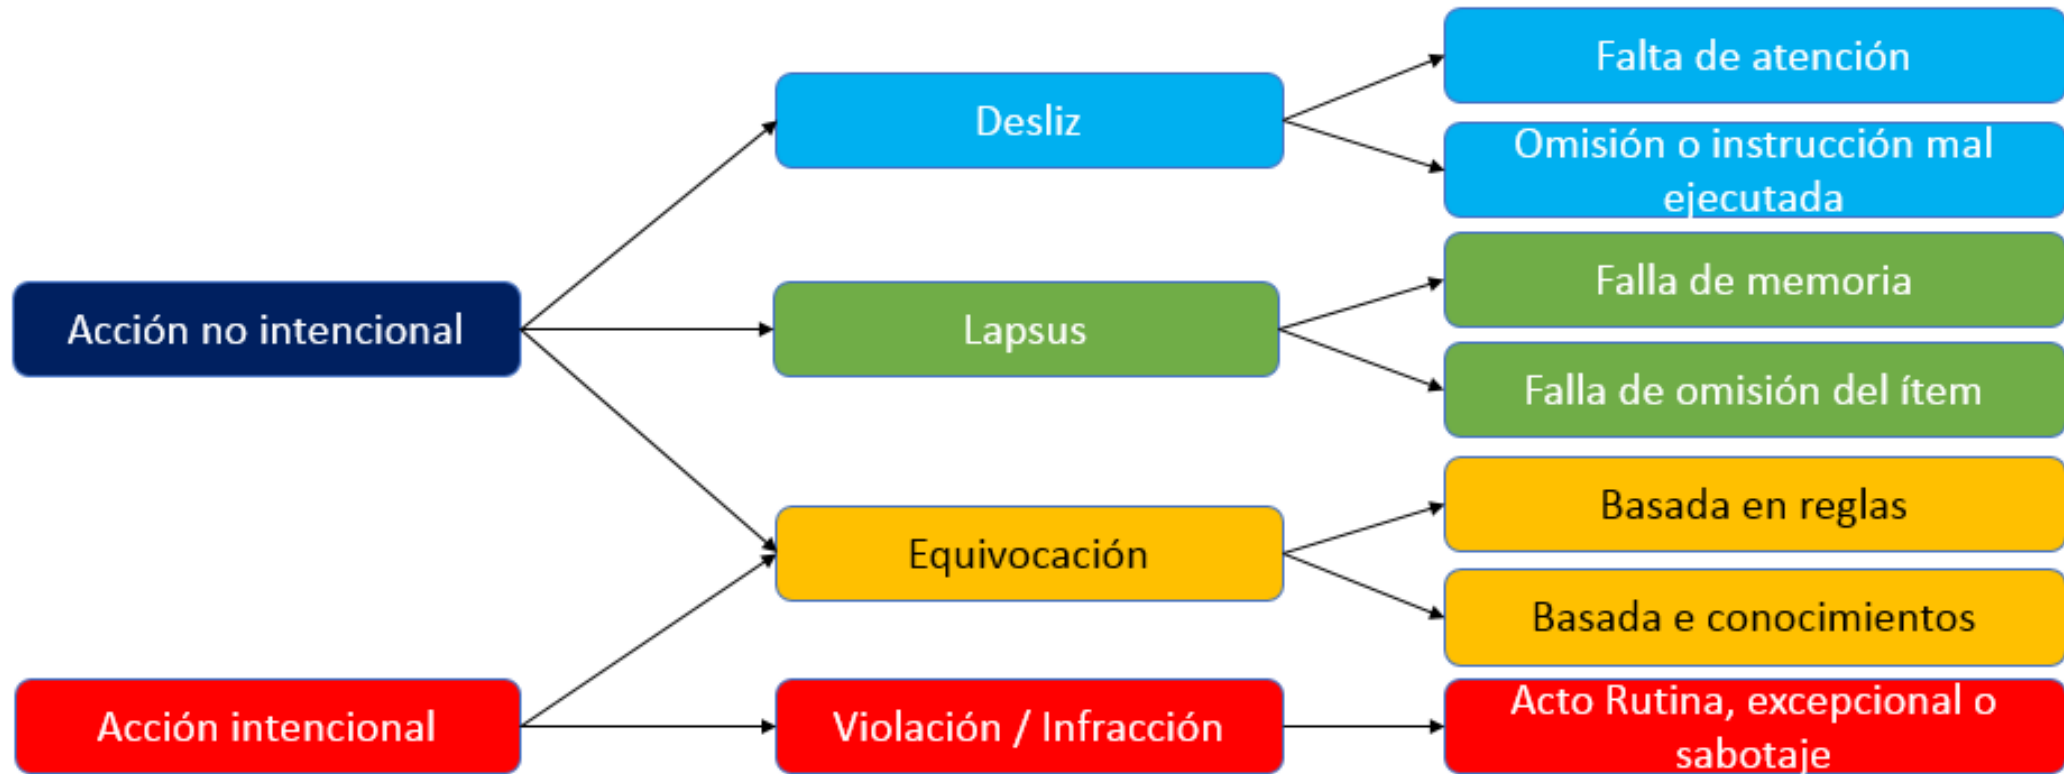 Falta de atención
Desliz
Omisión o instrucción mal
ejecutada
Falla de memoria
Acción no intencional
Lapsus
Falla de omisión del ítem
Basada en reglas
Equivocación
Basada e conocimientos
Acción intencional
Violación / Infracción
Acto Rutina, excepcional o
sabotaje